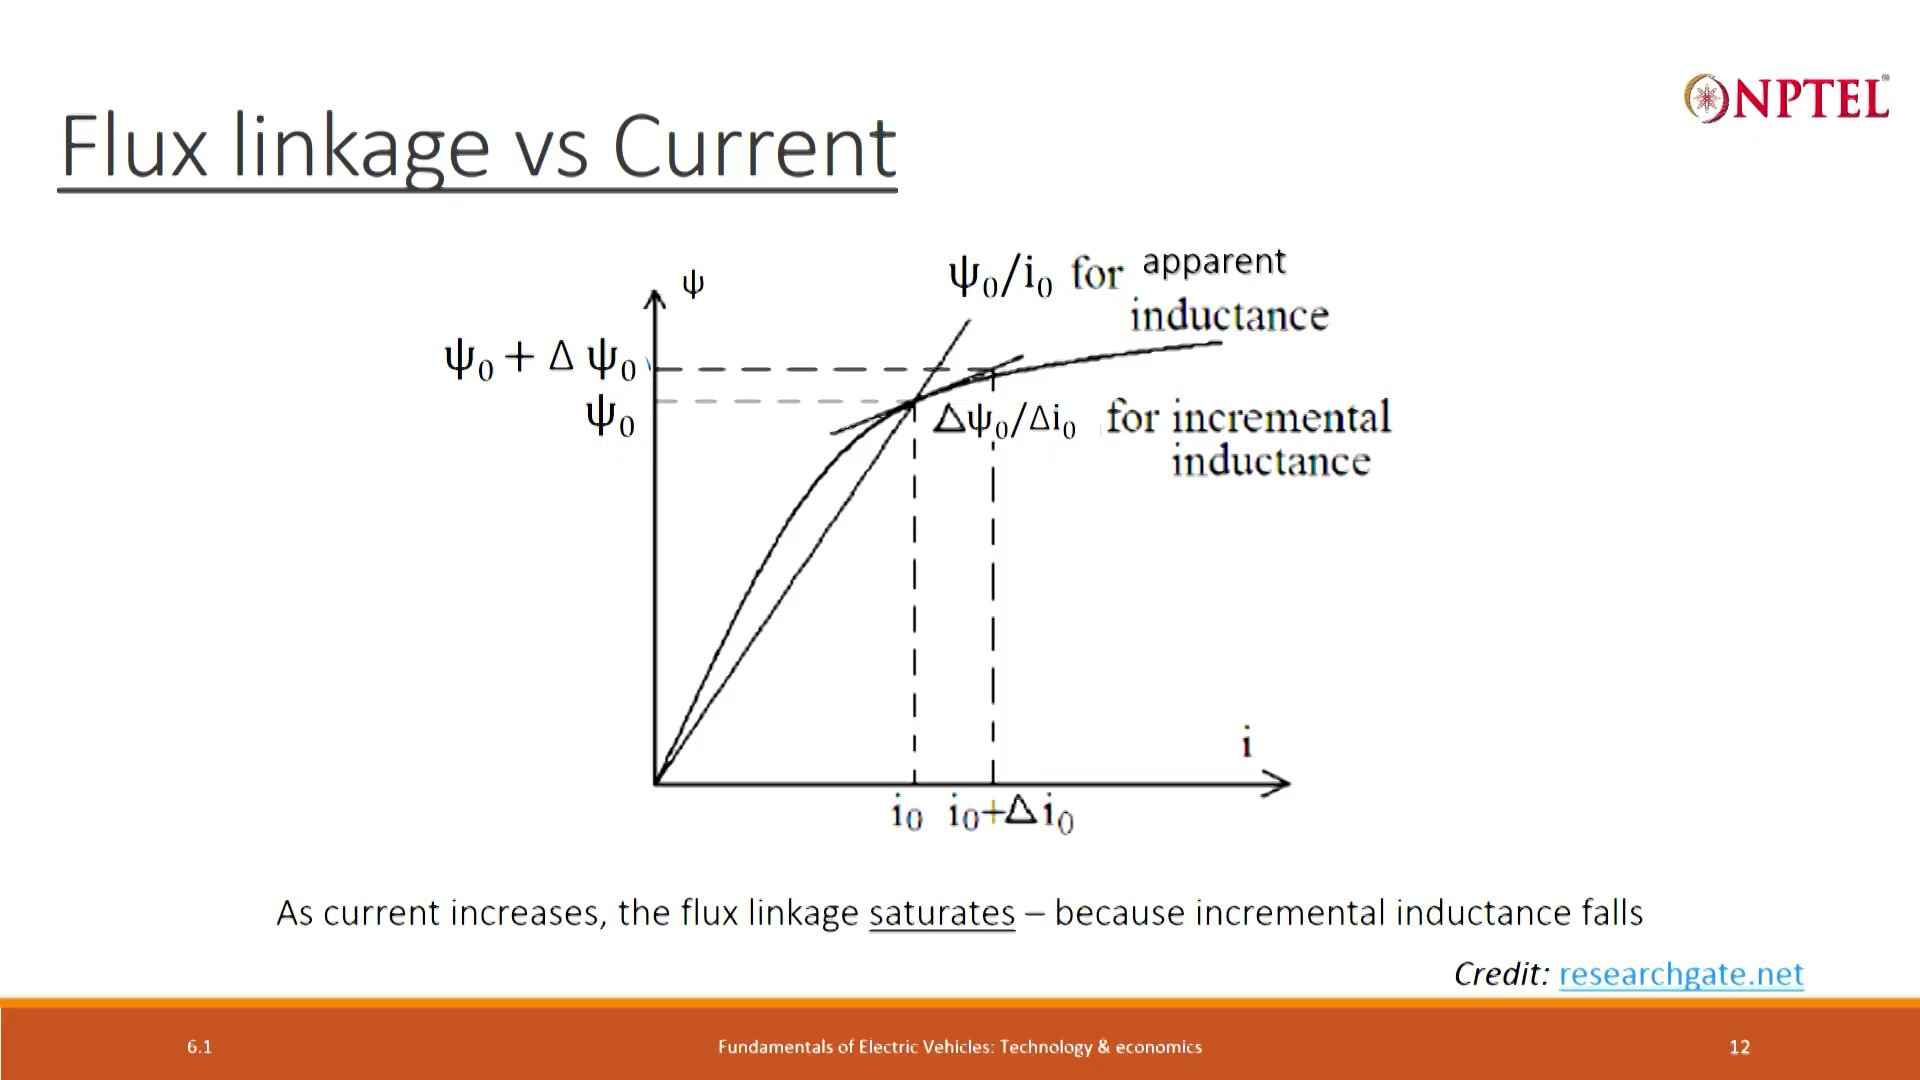 NPTEL
Flux linkage vs Current
ψ
ψ₀/i₀ for apparent
inductance
ψ₀ + Δ ψ₀
ψ₀
Δψ₀/Δi₀ for incremental
inductance
i
i₀ i₀+Δ i₀
As current increases, the flux linkage saturates – because incremental inductance falls
Credit: researchgate.net
6.1 Fundamentals of Electric Vehicles: Technology & economics 12